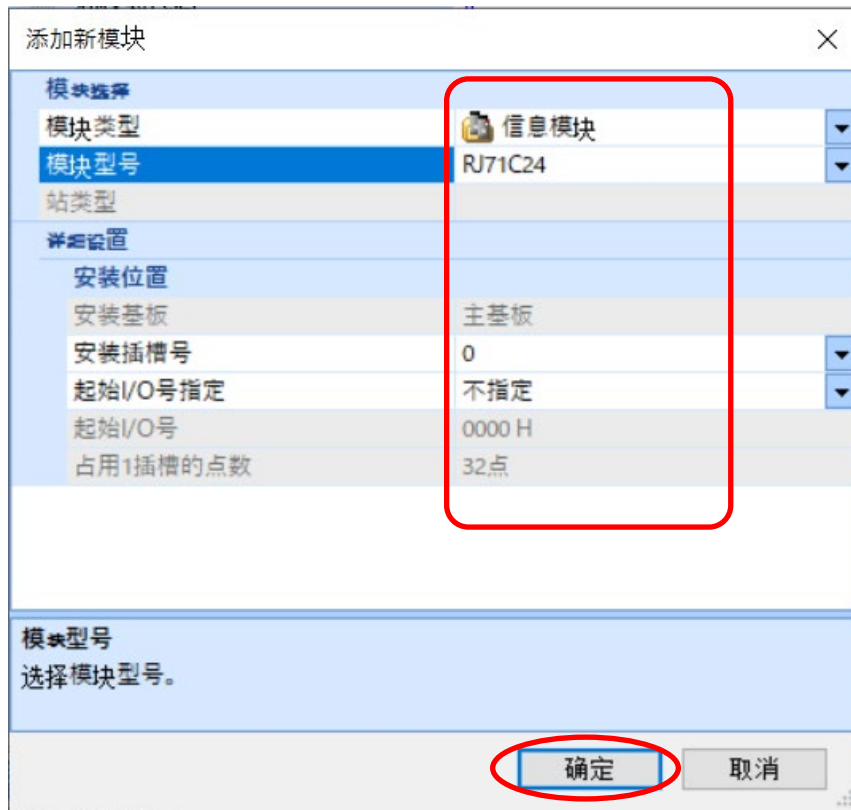 添加新模块
模块选择
模块类型 信息模块
模块型号 RJ71C24
站类型
详细设置
安装位置
安装基板 主基板
安装插槽号 0
起始I/O号指定 不指定
起始I/O号 0000 H
占用1插槽的点数 32点
模块型号
选择模块型号。
确定 取消